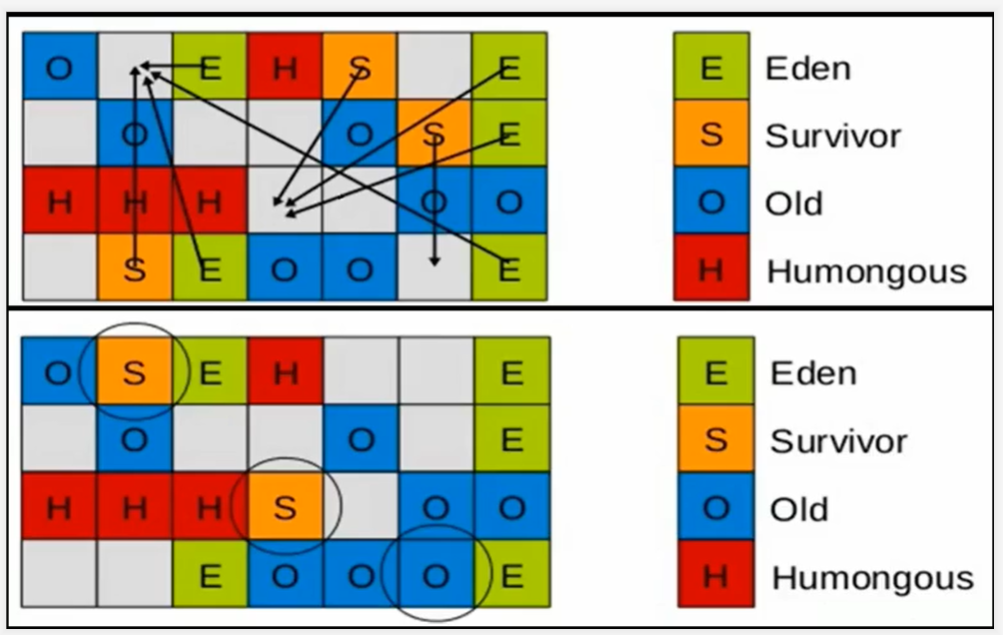 O E H S E E Eden
O O S E S Survivor
H H H O O O Old
S E O O E H Humongous
O S E H E E Eden
O O E S Survivor
H H H S O O O Old
E O O O E H Humongous